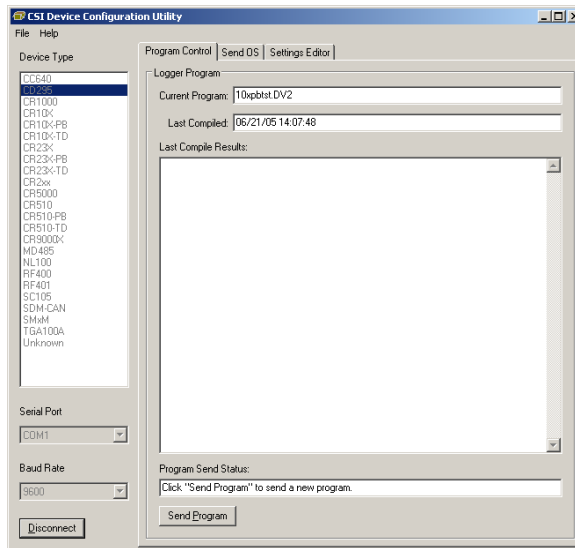 CSI Device Configuration Utility
File Help
Device Type
CC640
CD295
CR1000
CR10X
CR10X-PB
CR10X-TD
CR23X
CR23X-PB
CR23X-TD
CR2xx
CR5000
CR510
CR510-PB
CR510-TD
CR9000X
MD485
NL100
RF400
RF401
SC105
SDM-CAN
SMxM
TGA100A
Unknown
Serial Port
COM1
Baud Rate
9600
Disconnect
Program Control Send OS Settings Editor
Logger Program
Current Program: 10xpbtst.DV2
Last Compiled: 06/21/05 14:07:48
Last Compile Results:
Program Send Status:
Click "Send Program" to send a new program.
Send Program